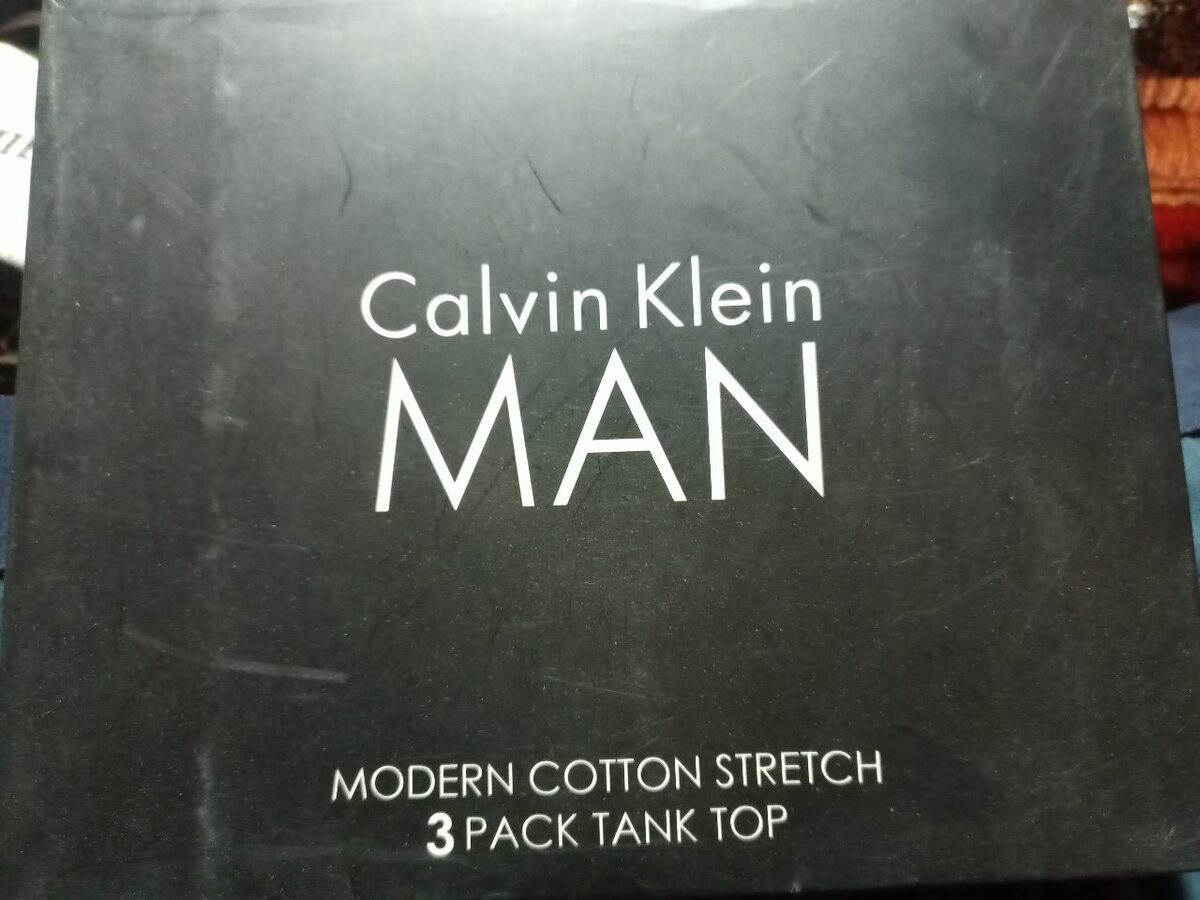 Calvin Klein
MAN
MODERN COTTON STRETCH
3 PACK TANK TOP